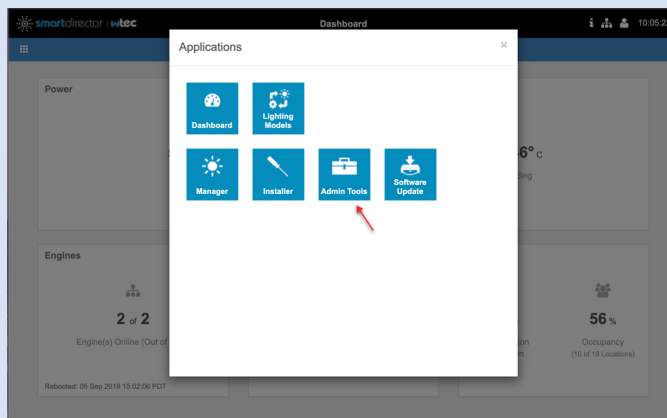 smartdirector wtec
Dashboard
10:05:2
Applications
×
Dashboard
Lighting
Models
Manager
Installer
Admin Tools
Software
Update
Power
6° C
ding
Engines
2 of 2
Engine(s) Online (Out of
Rebooted: 05 Sep 2019 15:02:06 PDT
56 %
Occupancy
(10 of 18 Locations)